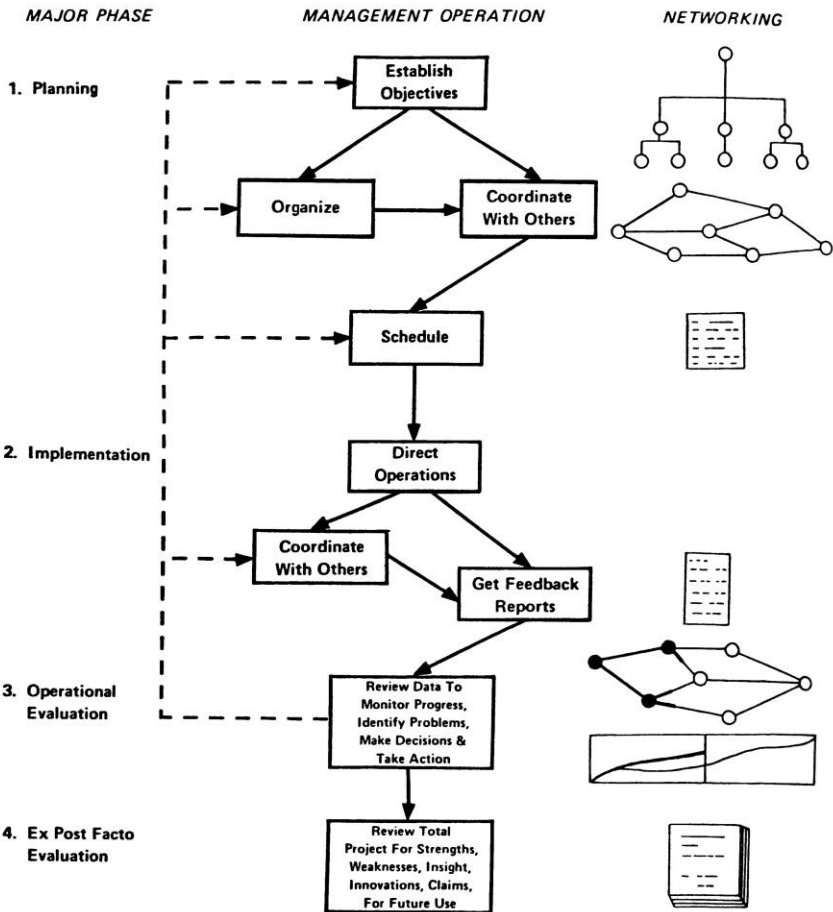 MAJOR PHASE
MANAGEMENT OPERATION
NETWORKING
1. Planning
Establish
Objectives
Organize
Coordinate
With Others
Schedule
2. Implementation
Direct
Operations
Coordinate
With Others
Get Feedback
Reports
3. Operational
Evaluation
Review Data To
Monitor Progress,
Identify Problems,
Make Decisions &
Take Action
4. Ex Post Facto
Evaluation
Review Total
Project For Strengths,
Weaknesses, Insight,
Innovations, Claims,
For Future Use